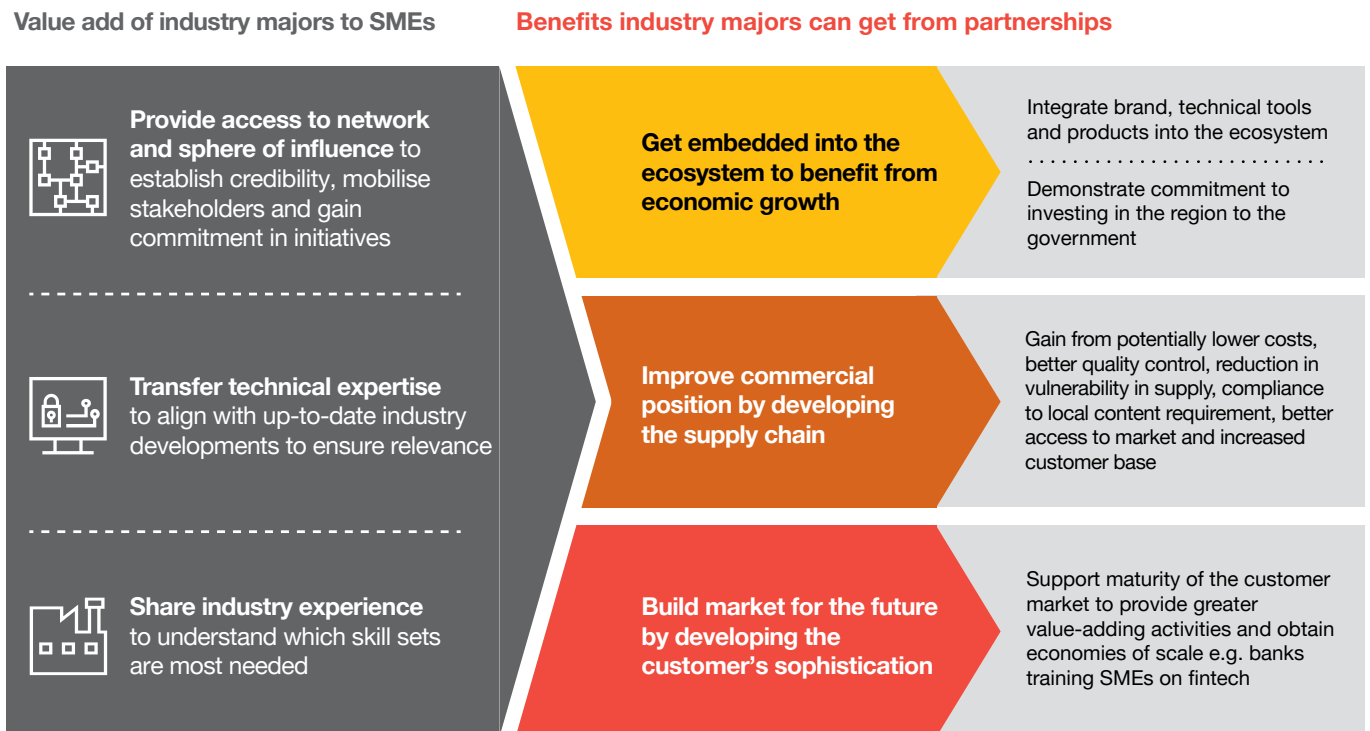 Value add of industry majors to SMEs
Benefits industry majors can get from partnerships
Provide access to network
and sphere of influence to
establish credibility, mobilise
stakeholders and gain
commitment in initiatives
Transfer technical expertise
to align with up-to-date industry
developments to ensure relevance
Share industry experience
to understand which skill sets
are most needed
Get embedded into the
ecosystem to benefit from
economic growth
Integrate brand, technical tools
and products into the ecosystem
Demonstrate commitment to
investing in the region to the
government
Improve commercial
position by developing
the supply chain
Gain from potentially lower costs,
better quality control, reduction in
vulnerability in supply, compliance
to local content requirement, better
access to market and increased
customer base
Build market for the future
by developing the
customer’s sophistication
Support maturity of the customer
market to provide greater
value-adding activities and obtain
economies of scale e.g. banks
training SMEs on fintech